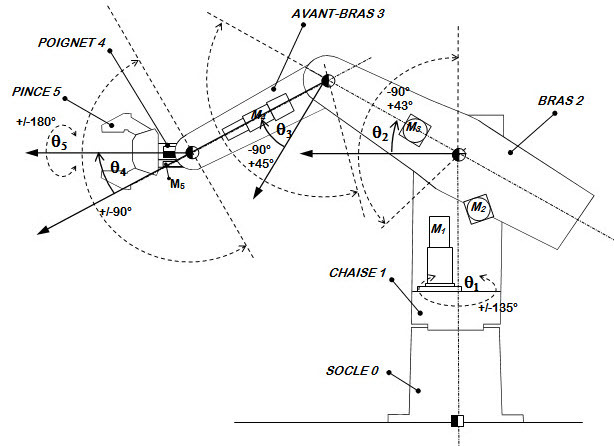 AVANT-BRAS 3
POIGNET 4
PINCE 5
+/-180°
θ5
θ4
+/-90°
M5
M4
θ3
-90°
+45°
-90°
+43°
θ2
M3
BRAS 2
M2
M1
CHAISE 1
θ1
+/-135°
SOCLE 0